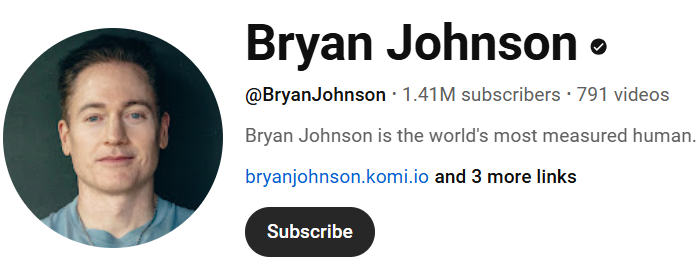 Bryan Johnson
@BryanJohnson · 1.41M subscribers · 791 videos
Bryan Johnson is the world's most measured human.
bryanjohnson.komi.io and 3 more links
Subscribe